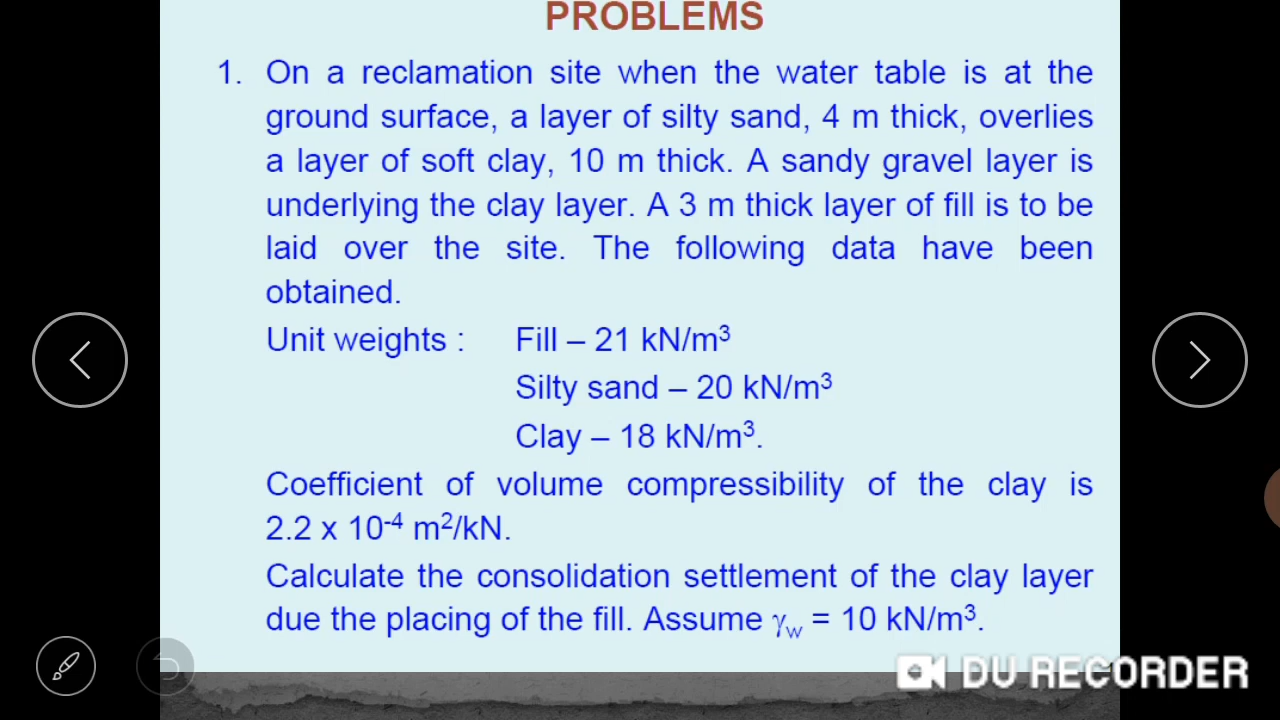 PROBLEMS
1. On a reclamation site when the water table is at the
ground surface, a layer of silty sand, 4 m thick, overlies
a layer of soft clay, 10 m thick. A sandy gravel layer is
underlying the clay layer. A 3 m thick layer of fill is to be
laid over the site. The following data have been
obtained.
Unit weights : Fill – 21 kN/m³
Silty sand – 20 kN/m³
Clay – 18 kN/m³.
Coefficient of volume compressibility of the clay is
2.2 x 10⁻⁴ m²/kN.
Calculate the consolidation settlement of the clay layer
due the placing of the fill. Assume γw = 10 kN/m³.
DU RECORDER